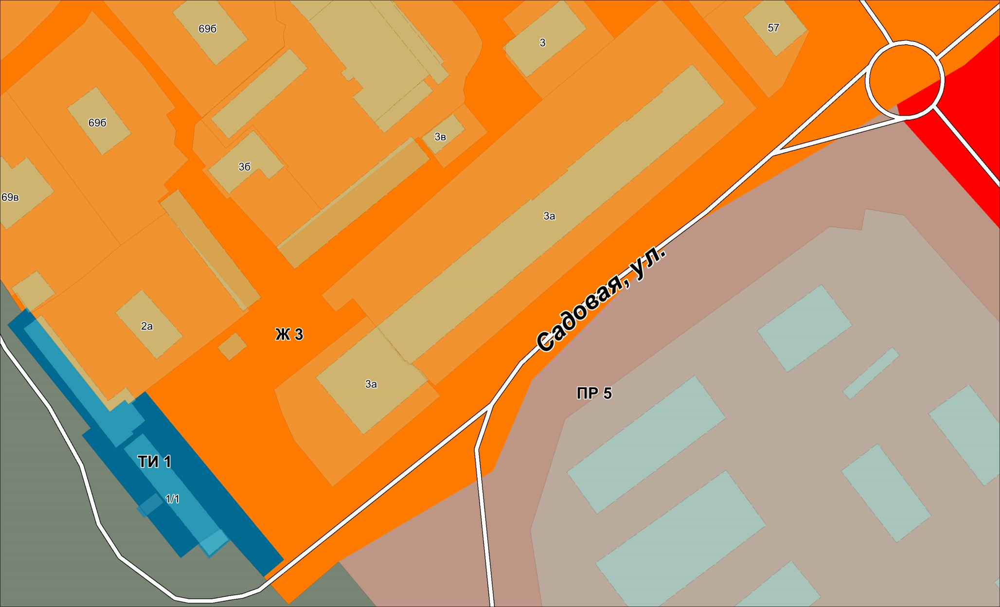 69б
3
57
69б
3в
3б
69в
3а
Садовая, ул.
2а
Ж 3
3а
ПР 5
ТИ 1
1/1